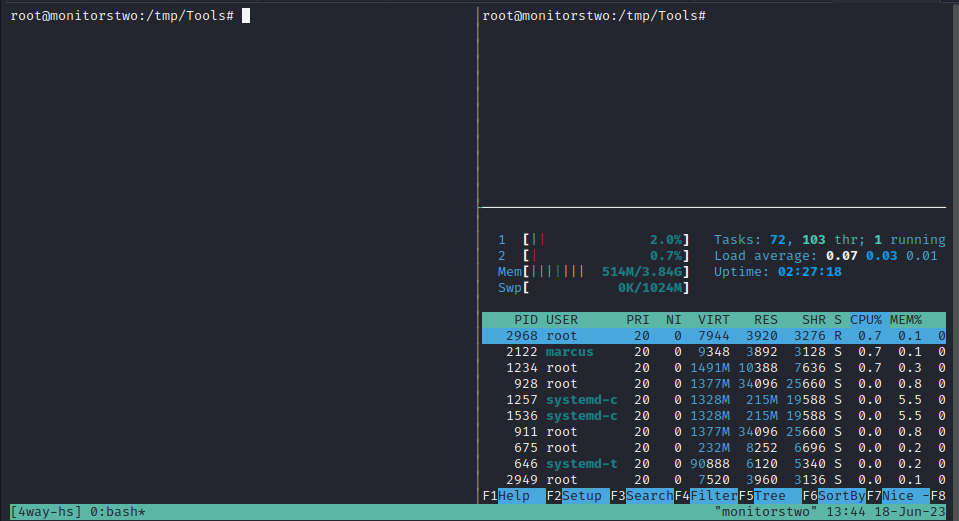 root@monitorstwo:/tmp/Tools#
root@monitorstwo:/tmp/Tools#
1 [|| 2.0%] Tasks: 72, 103 thr; 1 running
2 [| 0.7%] Load average: 0.07 0.03 0.01
Mem[||||||| 514M/3.84G] Uptime: 02:27:18
Swp[ 0K/1024M]
PID USER PRI NI VIRT RES SHR S CPU% MEM%
2968 root 20 0 7944 3920 3276 R 0.7 0.1 0
2122 marcus 20 0 9348 3892 3128 S 0.7 0.1 0
1234 root 20 0 1491M 10388 7636 S 0.7 0.3 0
928 root 20 0 1377M 34096 25660 S 0.0 0.8 0
1257 systemd-c 20 0 1328M 215M 19588 S 0.0 5.5 0
1536 systemd-c 20 0 1328M 215M 19588 S 0.0 5.5 0
911 root 20 0 1377M 34096 25660 S 0.0 0.8 0
675 root 20 0 232M 8252 6696 S 0.0 0.2 0
646 systemd-t 20 0 90888 6120 5340 S 0.0 0.2 0
2949 root 20 0 7520 3960 3136 S 0.0 0.1 0
F1Help F2Setup F3SearchF4FilterF5Tree F6SortByF7Nice -F8
[4way-hs] 0:bash* "monitorstwo" 13:44 18-Jun-23